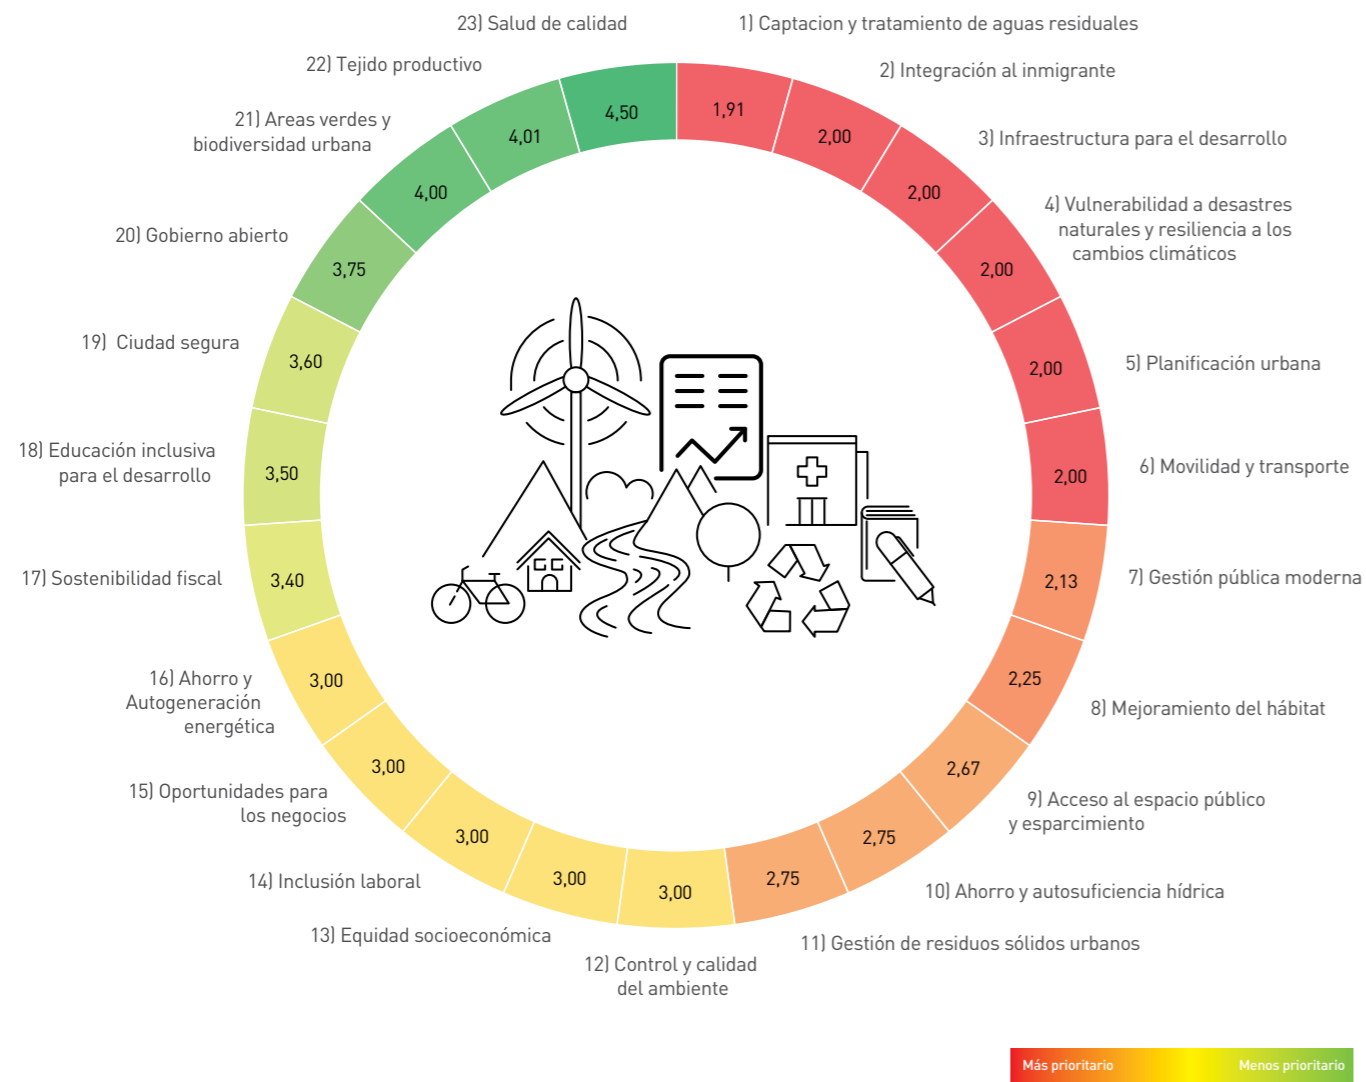 1) Captacion y tratamiento de aguas residuales
1,91
2) Integración al inmigrante
2,00
3) Infraestructura para el desarrollo
2,00
4) Vulnerabilidad a desastres
naturales y resiliencia a los
cambios climáticos
2,00
5) Planificación urbana
2,00
6) Movilidad y transporte
2,00
7) Gestión pública moderna
2,13
8) Mejoramiento del hábitat
2,25
9) Acceso al espacio público
y esparcimiento
2,67
10) Ahorro y autosuficiencia hídrica
2,75
11) Gestión de residuos sólidos urbanos
2,75
12) Control y calidad
del ambiente
3,00
13) Equidad socioeconómica
3,00
14) Inclusión laboral
3,00
15) Oportunidades para
los negocios
3,00
16) Ahorro y
Autogeneración
energética
3,00
17) Sostenibilidad fiscal
3,40
18) Educación inclusiva
para el desarrollo
3,50
19) Ciudad segura
3,60
20) Gobierno abierto
3,75
21) Areas verdes y
biodiversidad urbana
4,00
22) Tejido productivo
4,01
23) Salud de calidad
4,50
Más prioritario
Menos prioritario